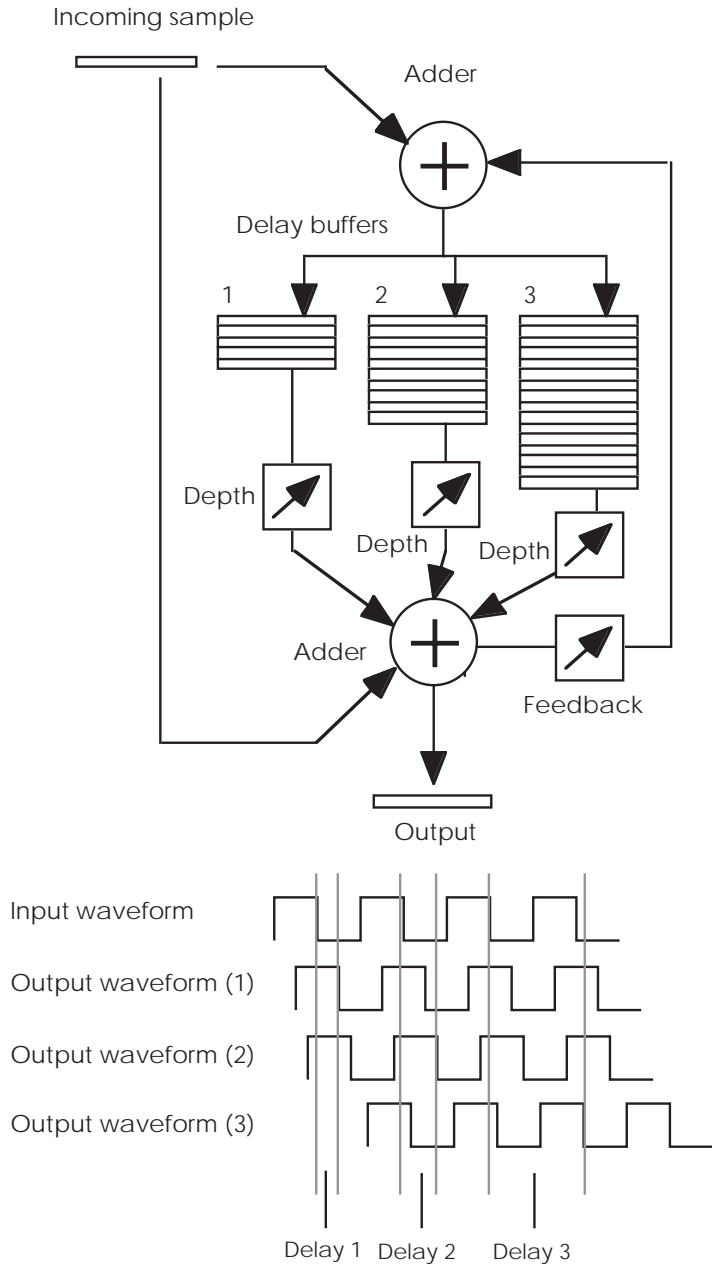 Incoming sample
Adder
Delay buffers
1
2
3
Depth
Depth
Depth
Adder
Feedback
Output
Input waveform
Output waveform (1)
Output waveform (2)
Output waveform (3)
Delay 1
Delay 2
Delay 3